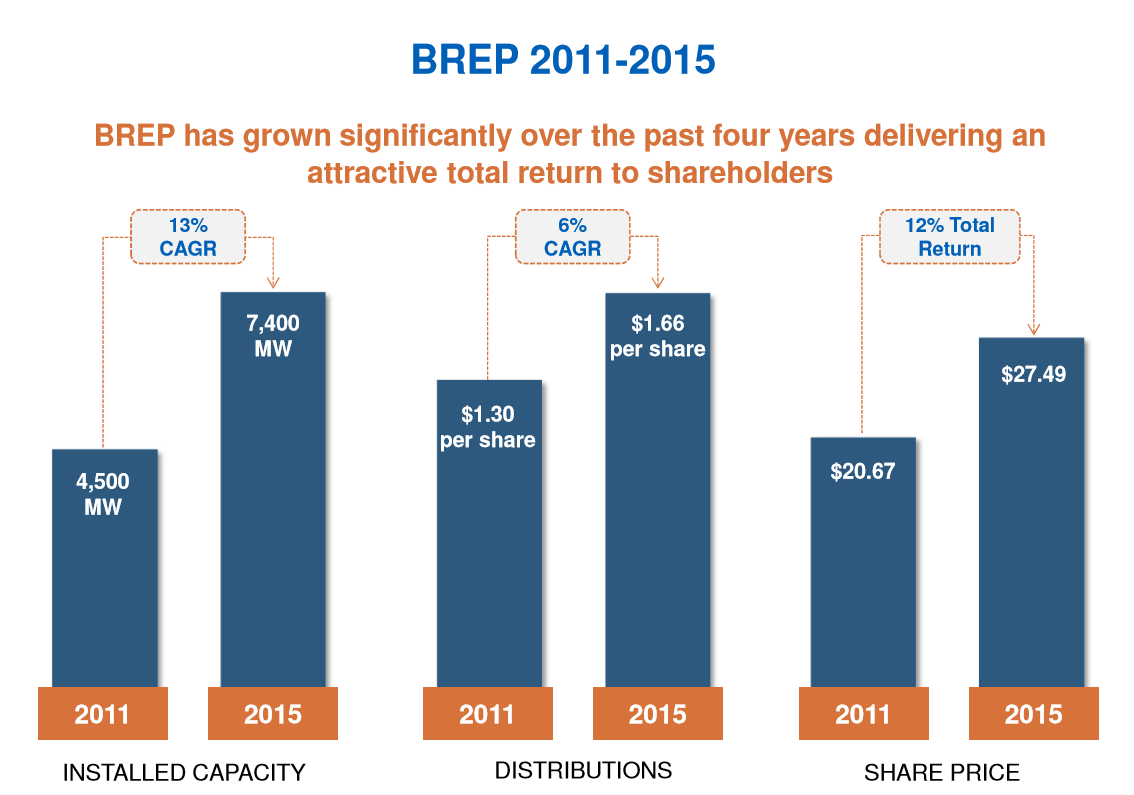 BREP 2011-2015
BREP has grown significantly over the past four years delivering an
attractive total return to shareholders
13%
CAGR
4,500
MW
7,400
MW
2011
2015
INSTALLED CAPACITY
6%
CAGR
$1.30
per share
$1.66
per share
2011
2015
DISTRIBUTIONS
12% Total
Return
$20.67
$27.49
2011
2015
SHARE PRICE